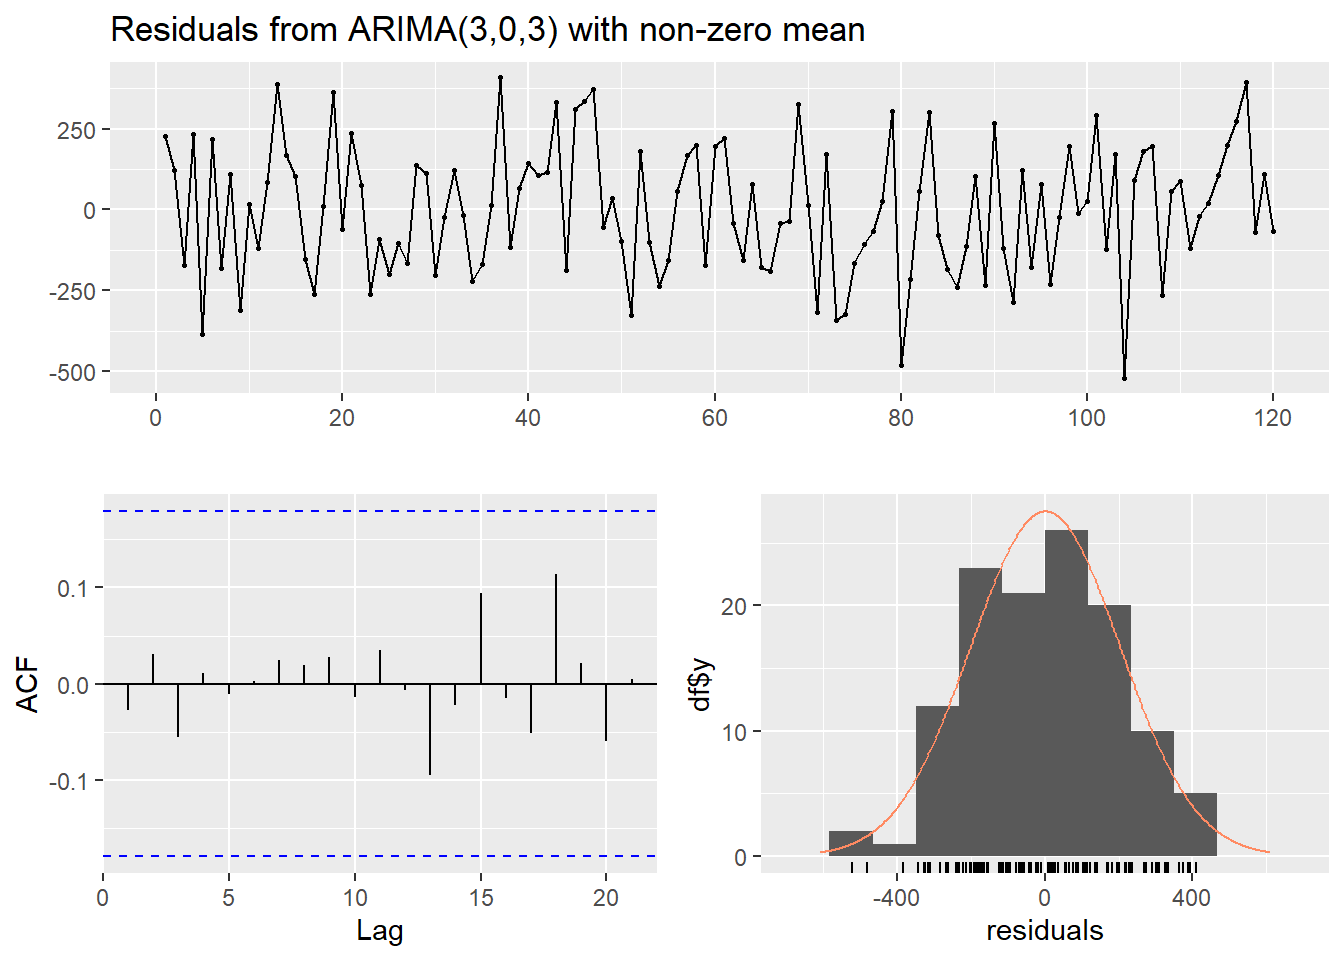 Residuals from ARIMA(3,0,3) with non-zero mean
250
0
-250
-500
0 20 40 60 80 100 120
ACF
0.1
0.0
-0.1
0 5 10 15 20
Lag
df$y
20
10
0
-400 0 400
residuals